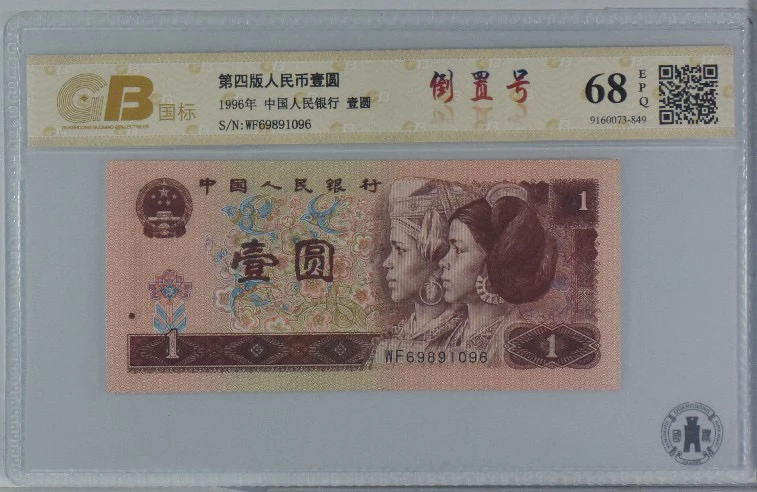 GB 国标
第四版人民币壹圆
1996年 中国人民银行 壹圆
S/N:WF69891096
倒置号
68 EPQ
9160073-849
中国人民银行
1
壹圆
1
WF69891096
1